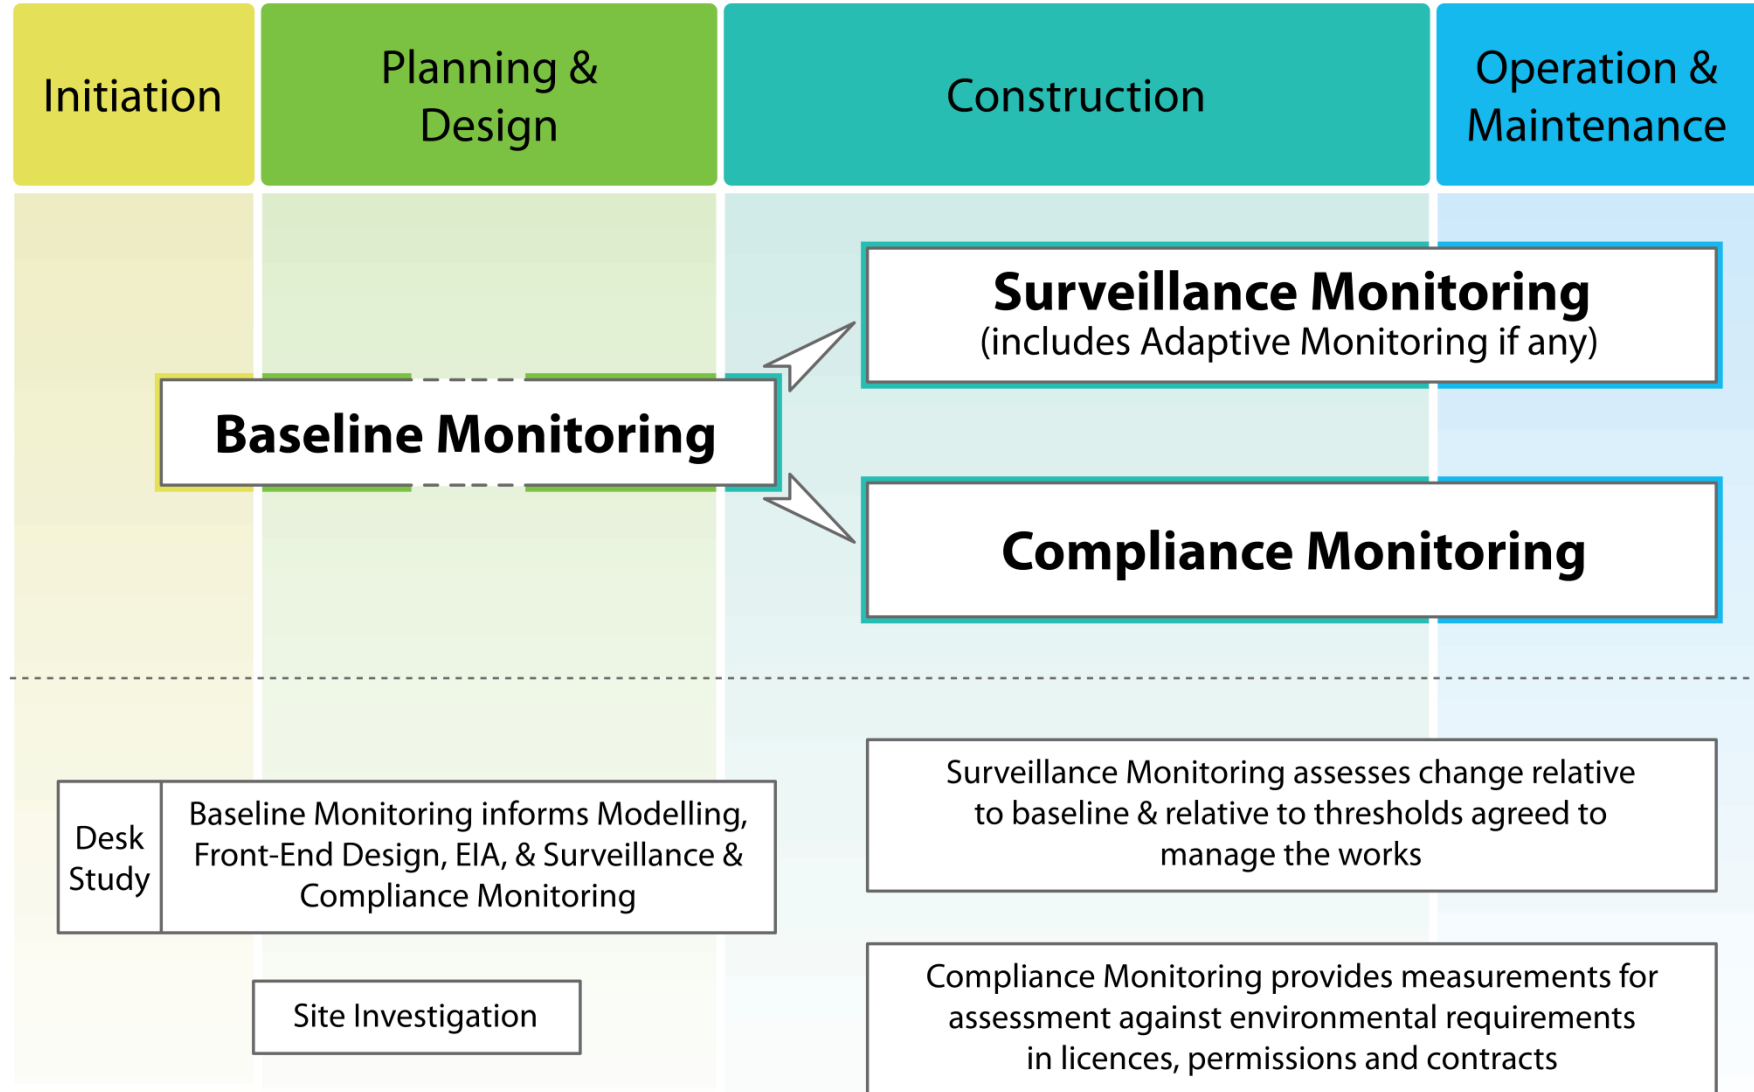 Initiation
Planning &
Design
Construction
Operation &
Maintenance
Surveillance Monitoring
(includes Adaptive Monitoring if any)
Baseline Monitoring
Compliance Monitoring
Desk
Study
Baseline Monitoring informs Modelling,
Front-End Design, EIA, & Surveillance &
Compliance Monitoring
Surveillance Monitoring assesses change relative
to baseline & relative to thresholds agreed to
manage the works
Site Investigation
Compliance Monitoring provides measurements for
assessment against environmental requirements
in licences, permissions and contracts